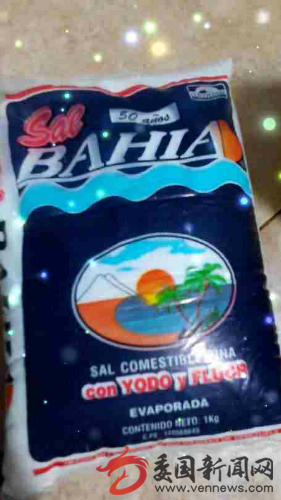 50 años
Sal
BAHIA
SAL COMESTIBLE FINA
con YODO y FLUOR
EVAPORADA
CONTENIDO NETO: 1Kg
委国新闻网
www.vennews.com